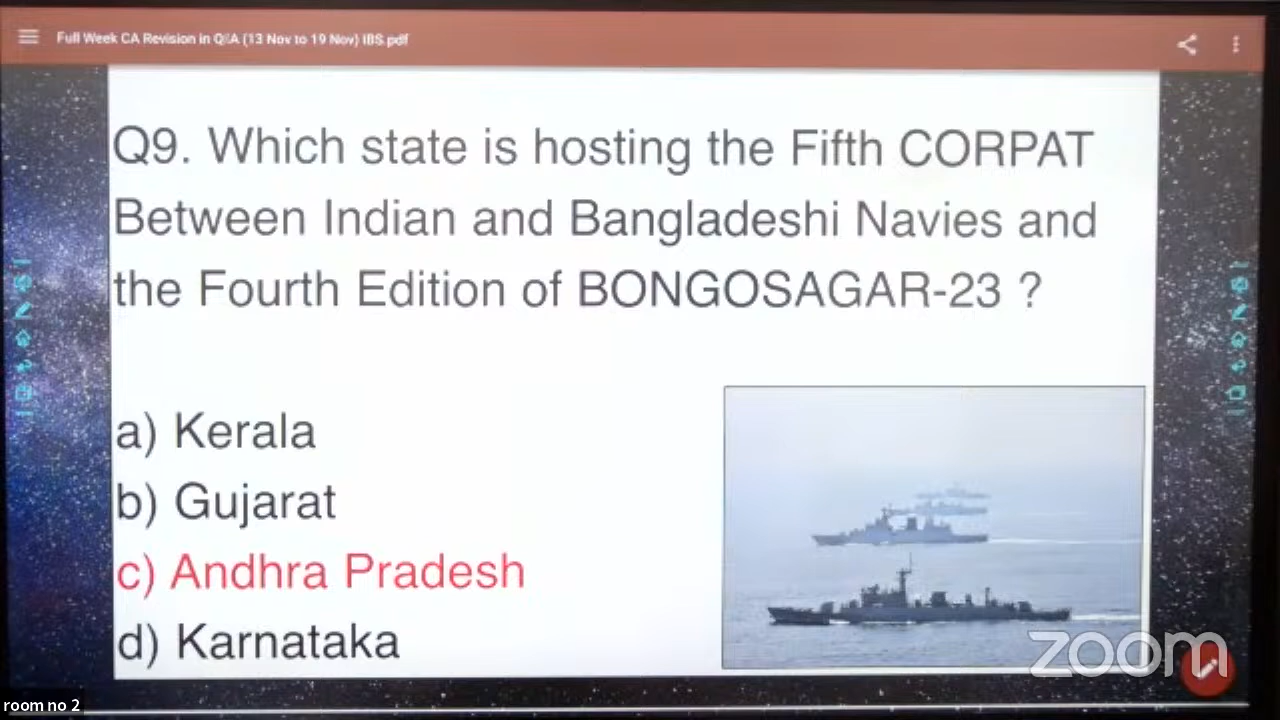 Full Week CA Revision in Q&A (13 Nov to 19 Nov) IBS.pdf
Q9. Which state is hosting the Fifth CORPAT
Between Indian and Bangladeshi Navies and
the Fourth Edition of BONGOSAGAR-23 ?
a) Kerala
b) Gujarat
c) Andhra Pradesh
d) Karnataka
zoom
room no 2